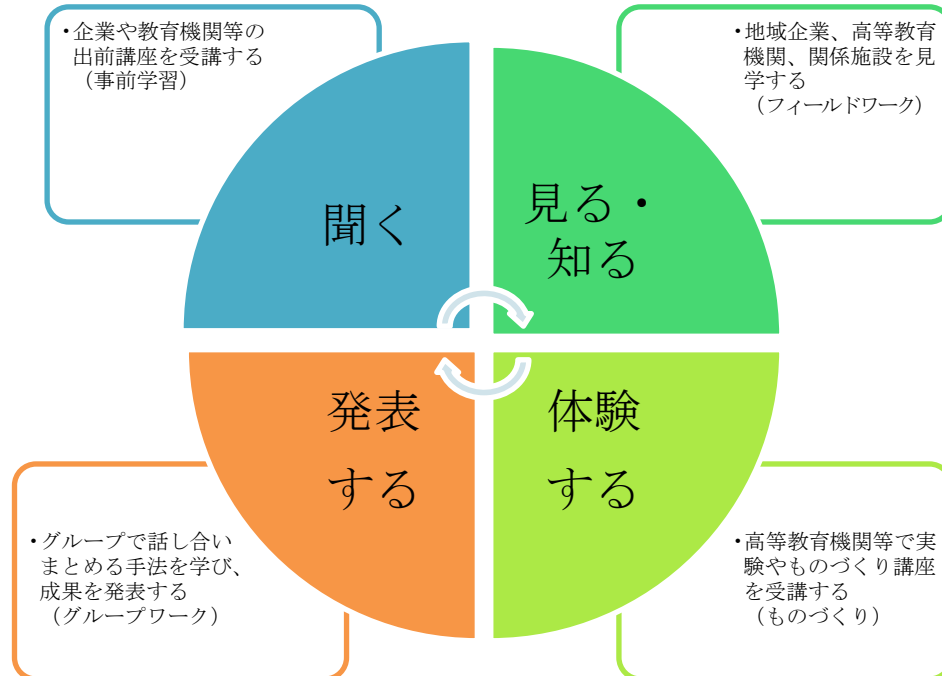 ・企業や教育機関等の
出前講座を受講する
（事前学習）
・地域企業、高等教育
機関、関係施設を見
学する
（フィールドワーク）
聞く
見る・
知る
発表
する
体験
する
・グループで話し合い
まとめる手法を学び、
成果を発表する
（グループワーク）
・高等教育機関等で実
験やものづくり講座
を受講する
（ものづくり）